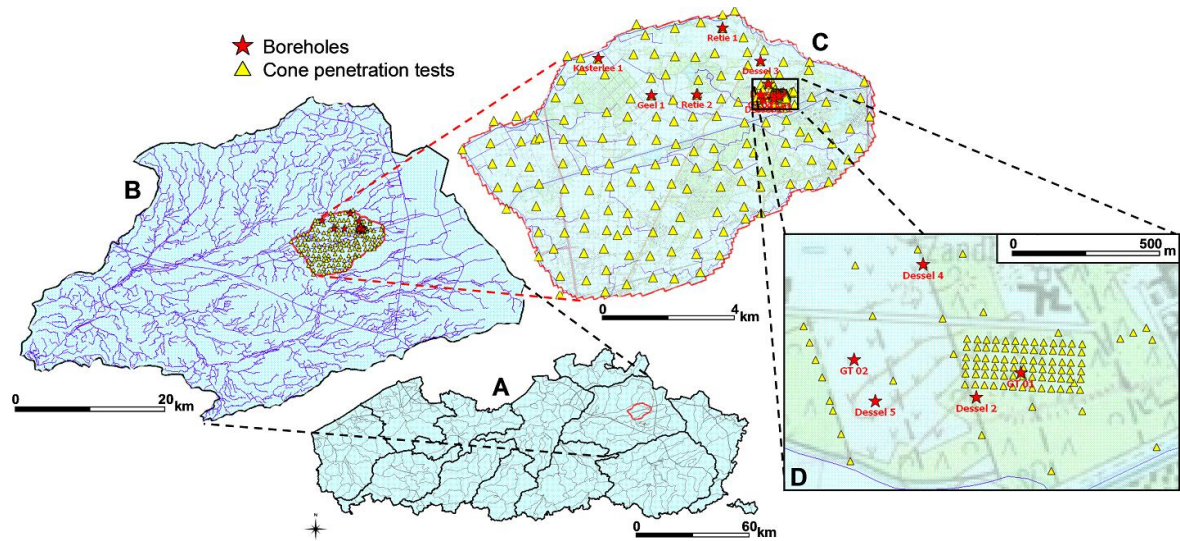 Boreholes
Cone penetration tests
C
Retie 1
Kasterlee 1
Dessel 3
Geel 1
Retie 2
B
0 4
km
0 500
m
Dessel 4
GT 02
GT 01
Dessel 5
Dessel 2
D
0 20
km
A
N
0 60
km